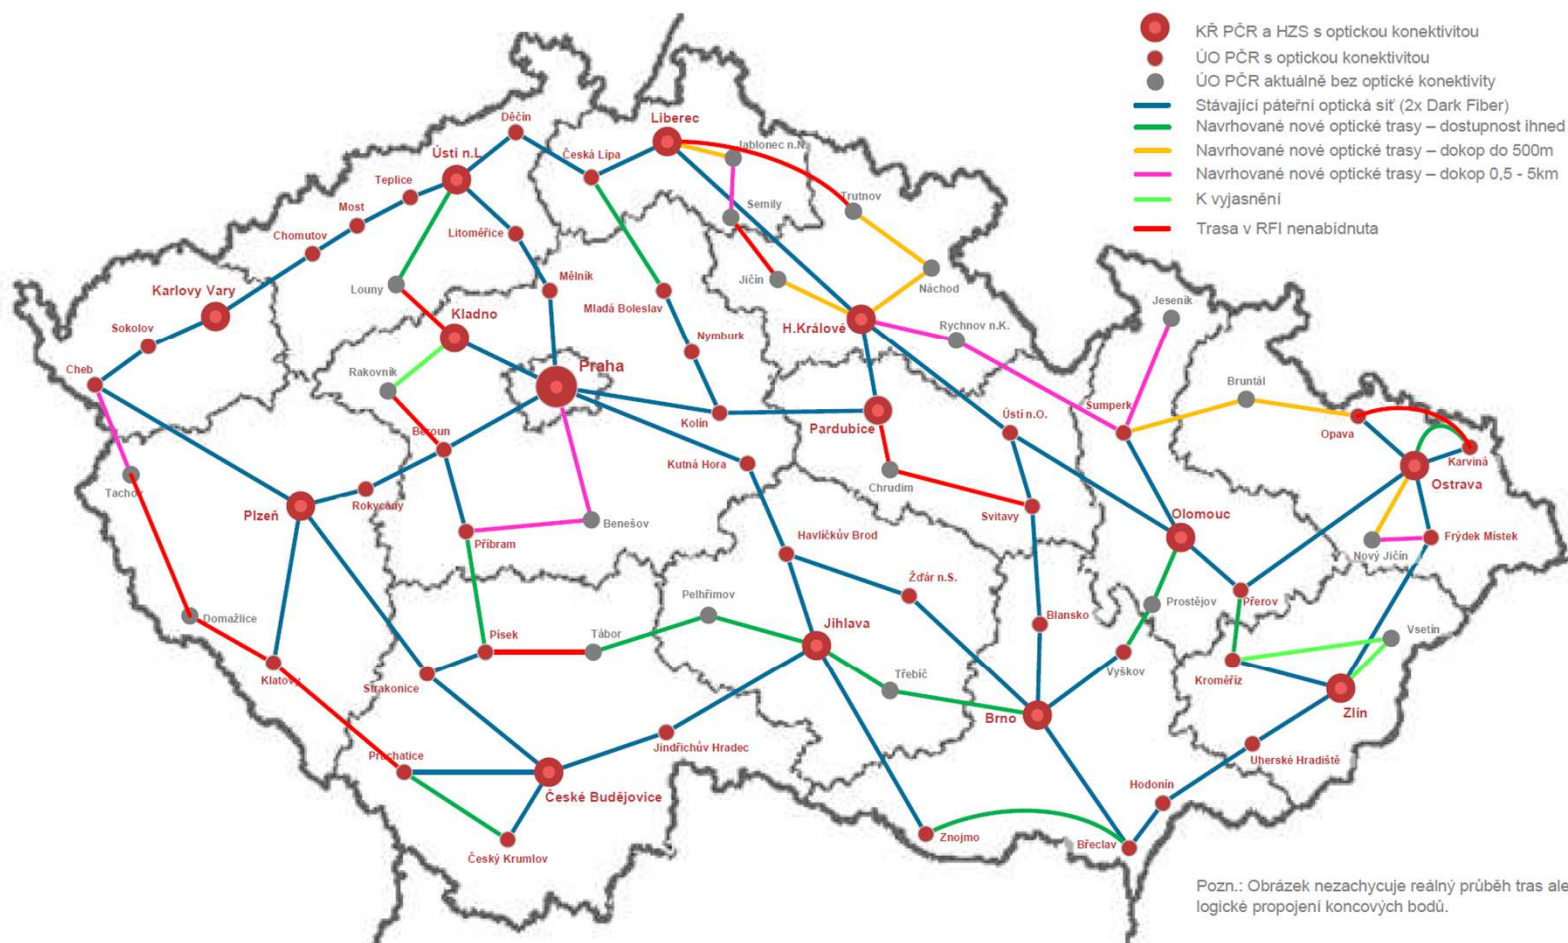 KŘ PČR a HZS s optickou konektivitou
ÚO PČR s optickou konektivitou
ÚO PČR aktuálně bez optické konektivity
Stávající páteřní optická síť (2x Dark Fiber)
Navrhované nové optické trasy – dostupnost ihned
Navrhované nové optické trasy – dokop do 500m
Navrhované nové optické trasy – dokop 0,5 - 5km
K vyjasnění
Trasa v RFI nenabídnuta
Děčín
Liberec
Ústí n.L
Česká Lípa
Jablonec n.N.
Teplice
Trutnov
Most
Semily
Chomutov
Litoměřice
Karlovy Vary
Louny
Mělník
Jičín
Náchod
Mladá Boleslav
Jeseník
Kladno
Sokolov
H.Králové
Rychnov n.K.
Nymburk
Cheb
Rakovník
Praha
Bruntál
Šumperk
Beroun
Kolín
Pardubice
Ústí n.O.
Opava
Kutná Hora
Karviná
Tachov
Chrudim
Ostrava
Plzeň
Rokycany
Svitavy
Olomouc
Benešov
Příbram
Havlíčkův Brod
Frýdek Místek
Nový Jičín
Žďár n.S.
Pelhřimov
Prostějov
Přerov
Domažlice
Písek
Tábor
Jihlava
Blansko
Vsetín
Klatovy
Strakonice
Třebíč
Vyškov
Kroměříž
Brno
Zlín
Prachatice
Jindřichův Hradec
Uherské Hradiště
České Budějovice
Hodonín
Znojmo
Břeclav
Český Krumlov
Pozn.: Obrázek nezachycuje reálný průběh tras ale
logické propojení koncových bodů.